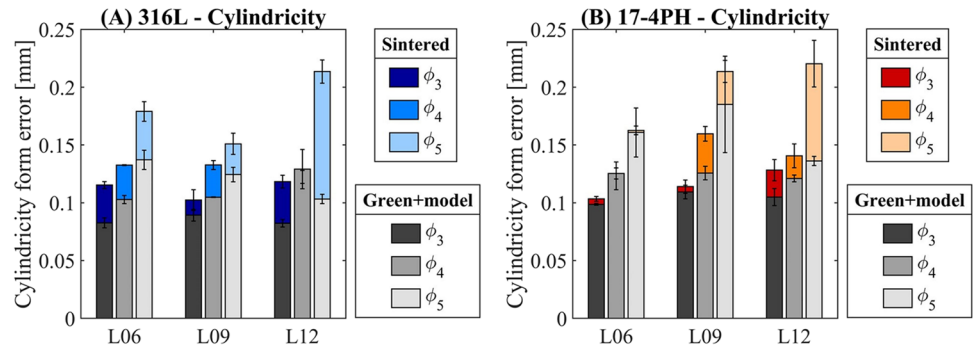 (A) 316L - Cylindricity
Cylindricity form error [mm]
0.25
0.2
0.15
0.1
0.05
0
L06 L09 L12
Sintered
ϕ3
ϕ4
ϕ5
Green+model
ϕ3
ϕ4
ϕ5
(B) 17-4PH - Cylindricity
Cylindricity form error [mm]
0.25
0.2
0.15
0.1
0.05
0
L06 L09 L12
Sintered
ϕ3
ϕ4
ϕ5
Green+model
ϕ3
ϕ4
ϕ5